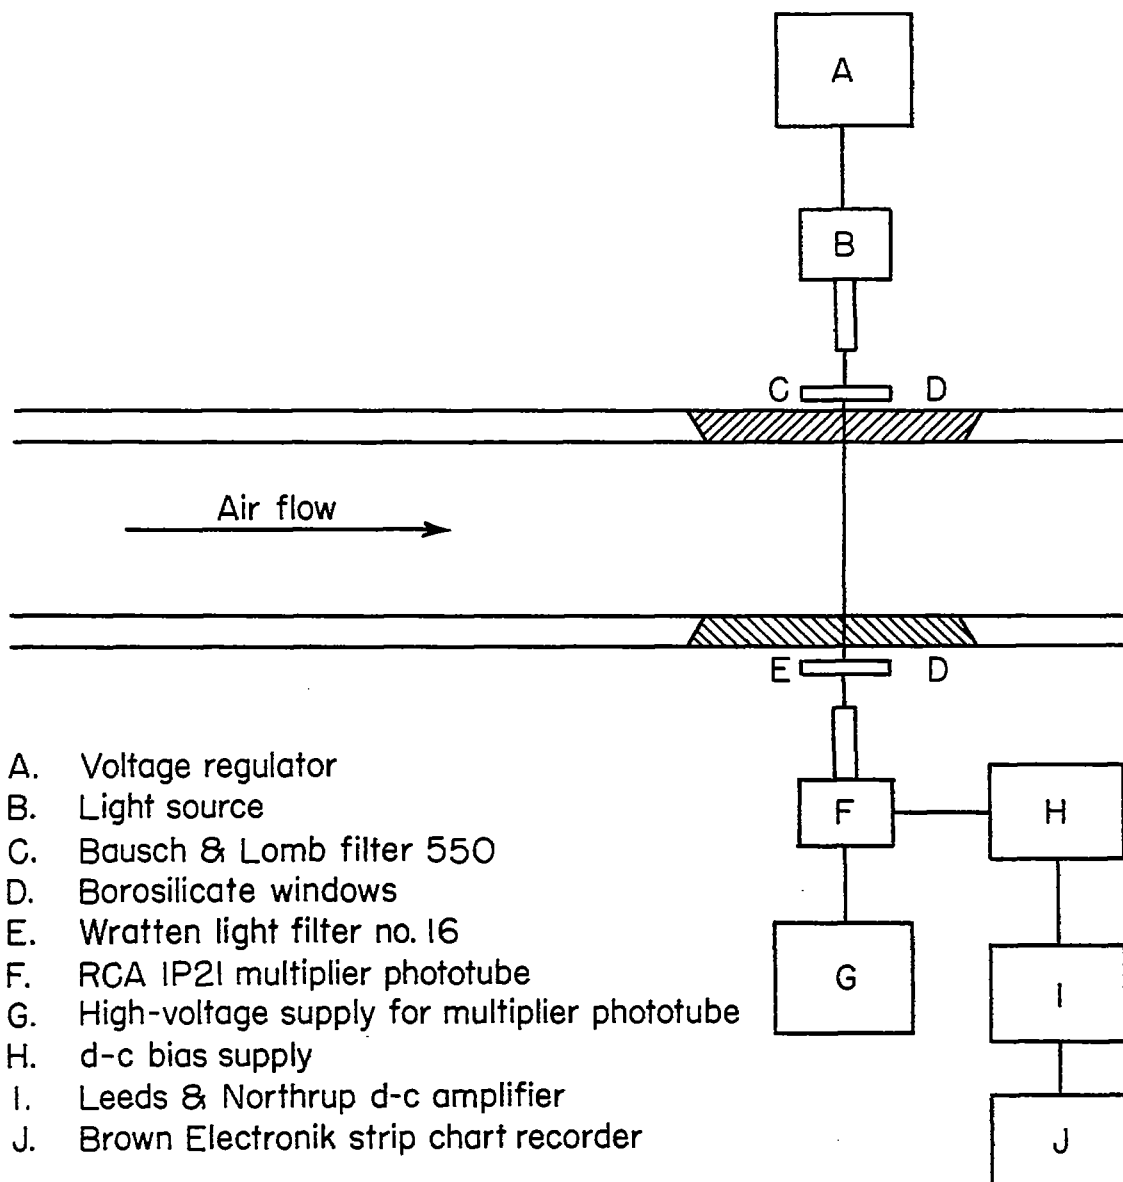 A
B
C D
Air flow
E D
F H
G I
J
A. Voltage regulator
B. Light source
C. Bausch & Lomb filter 550
D. Borosilicate windows
E. Wratten light filter no. 16
F. RCA 1P21 multiplier phototube
G. High-voltage supply for multiplier phototube
H. d-c bias supply
I. Leeds & Northrup d-c amplifier
J. Brown Electronik strip chart recorder